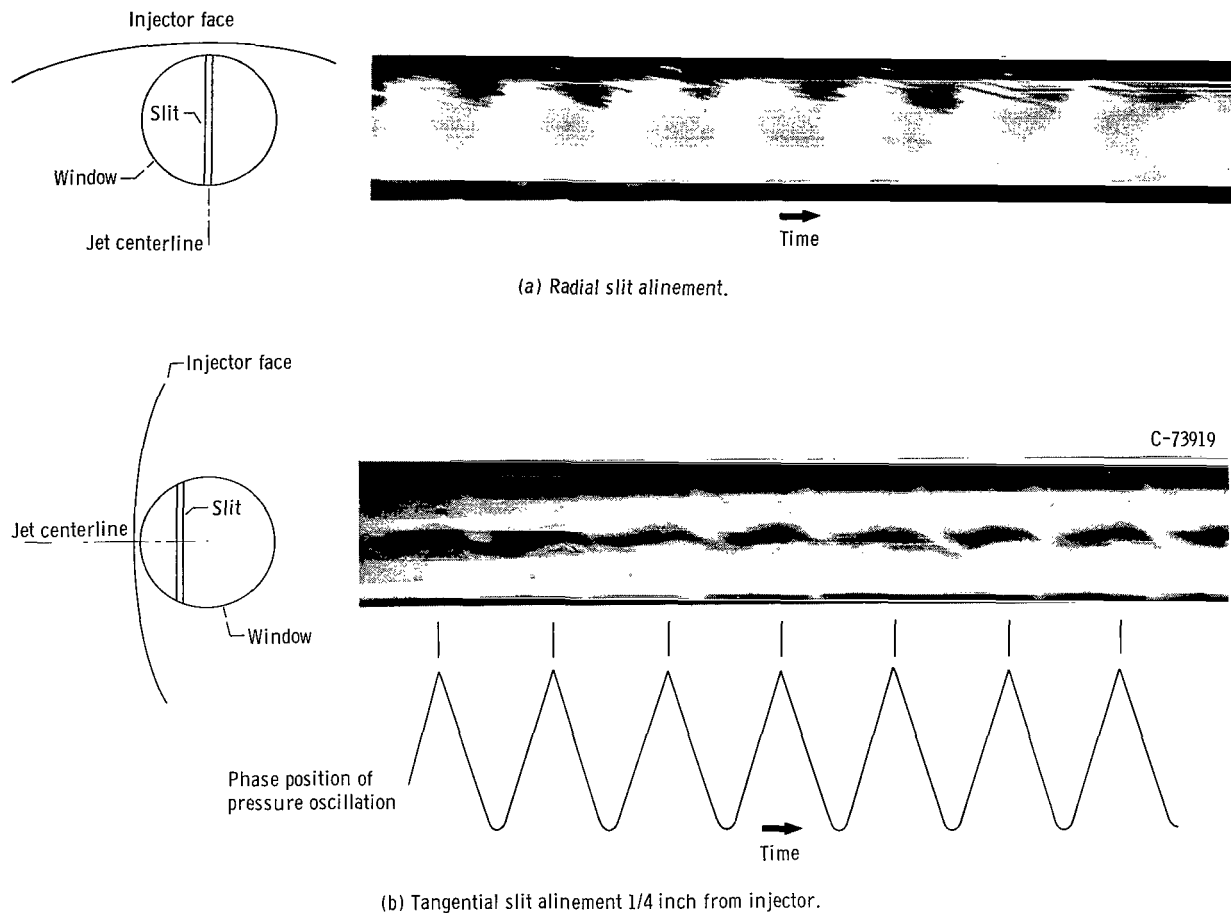 Injector face
Slit
Window
Jet centerline
Time
(a) Radial slit alinement.
Injector face
C-73919
Jet centerline
Slit
Window
Phase position of
pressure oscillation
Time
(b) Tangential slit alinement 1/4 inch from injector.